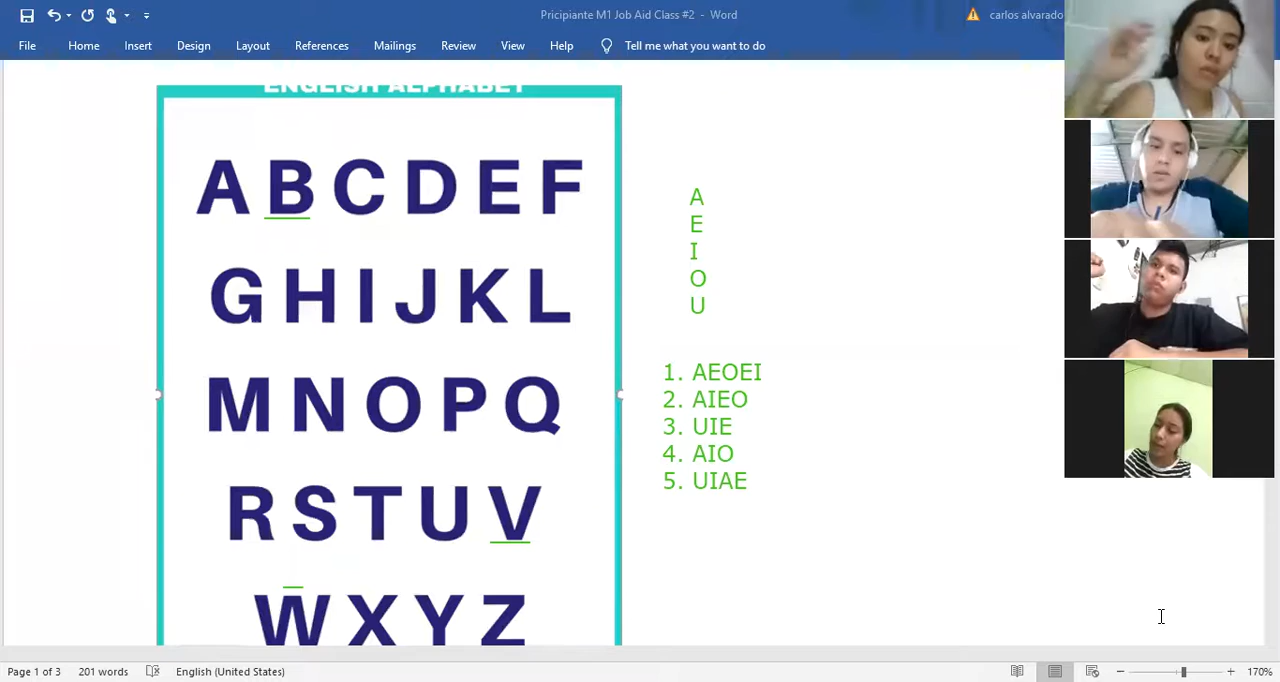 Pricipiante M1 Job Aid Class #2 - Word
carlos alvarado
File Home Insert Design Layout References Mailings Review View Help Tell me what you want to do
ENGLISH ALPHABET
A B C D E F
G H I J K L
M N O P Q
R S T U V
W X Y Z
A
E
I
O
U
1. AEOEI
2. AIEO
3. UIE
4. AIO
5. UIAE
Page 1 of 3 201 words English (United States) 170%